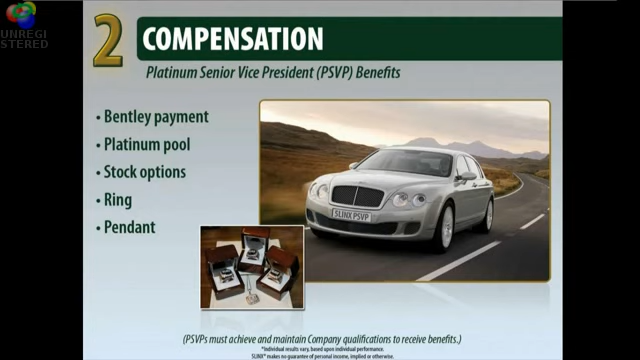 UNREGI
STERED
2
COMPENSATION
Platinum Senior Vice President (PSVP) Benefits
• Bentley payment
• Platinum pool
• Stock options
• Ring
• Pendant
5LINX PSVP
(PSVPs must achieve and maintain Company qualifications to receive benefits.)
*Individual results vary, based upon individual performance.
5LINX® makes no guarantee of personal income, implied or otherwise.